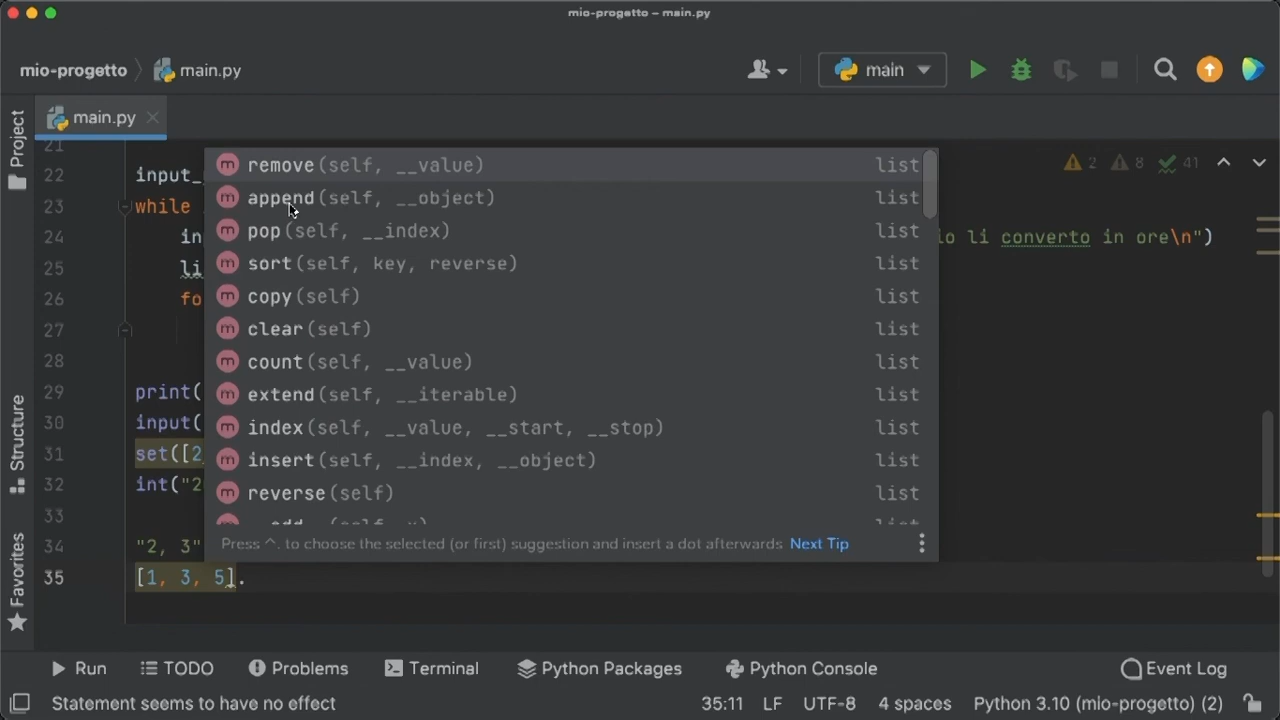 mio-progetto – main.py
mio-progetto main.py main
Project
Structure
Favorites
main.py
21
22 input_
23 while
24 in lo li converto in ore\n")
25 li
26 fo
27
28
29 print(
30 input(
31 set([2
32 int("2
33
34 "2, 3"
35 [1, 3, 5].
2 8 41
remove(self, __value) list
append(self, __object) list
pop(self, __index) list
sort(self, key, reverse) list
copy(self) list
clear(self) list
count(self, __value) list
extend(self, __iterable) list
index(self, __value, __start, __stop) list
insert(self, __index, __object) list
reverse(self) list
Press ^. to choose the selected (or first) suggestion and insert a dot afterwards Next Tip
Run TODO Problems Terminal Python Packages Python Console Event Log
Statement seems to have no effect 35:11 LF UTF-8 4 spaces Python 3.10 (mio-progetto) (2)